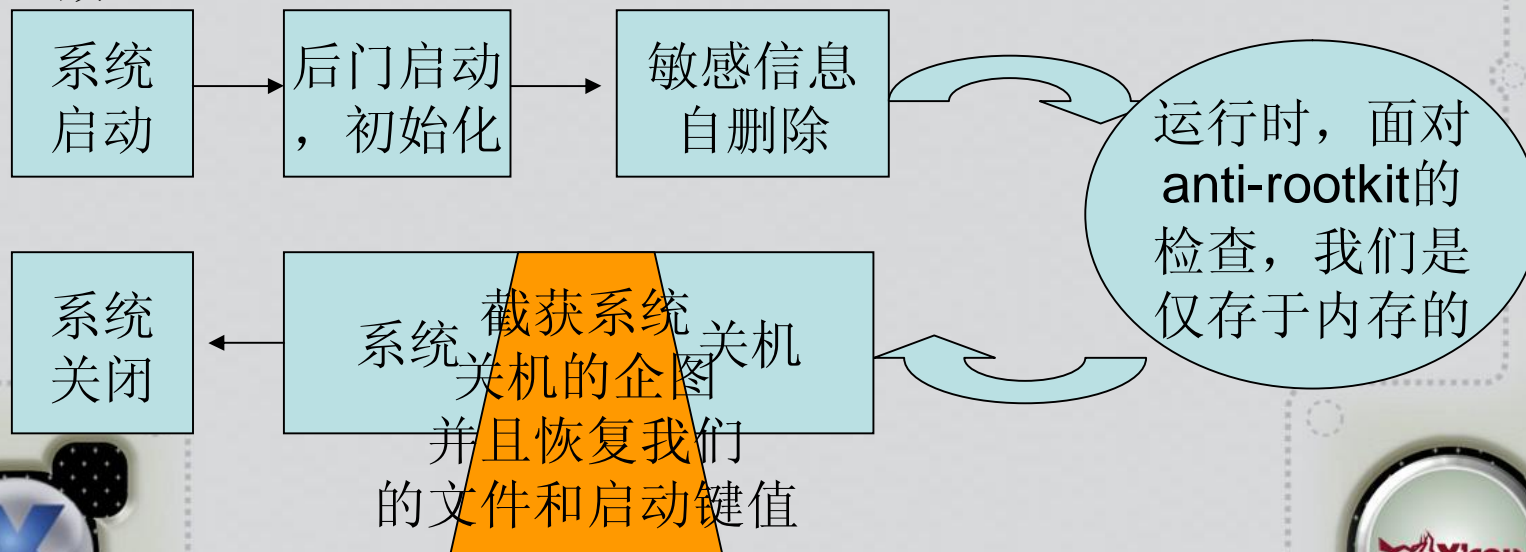 系统
启动
后门启动
，初始化
敏感信息
自删除
运行时，面对
anti-rootkit的
检查，我们是
仅存于内存的
系统 关机
截获系统
关机的企图
并且恢复我们
的文件和启动键值
系统
关闭